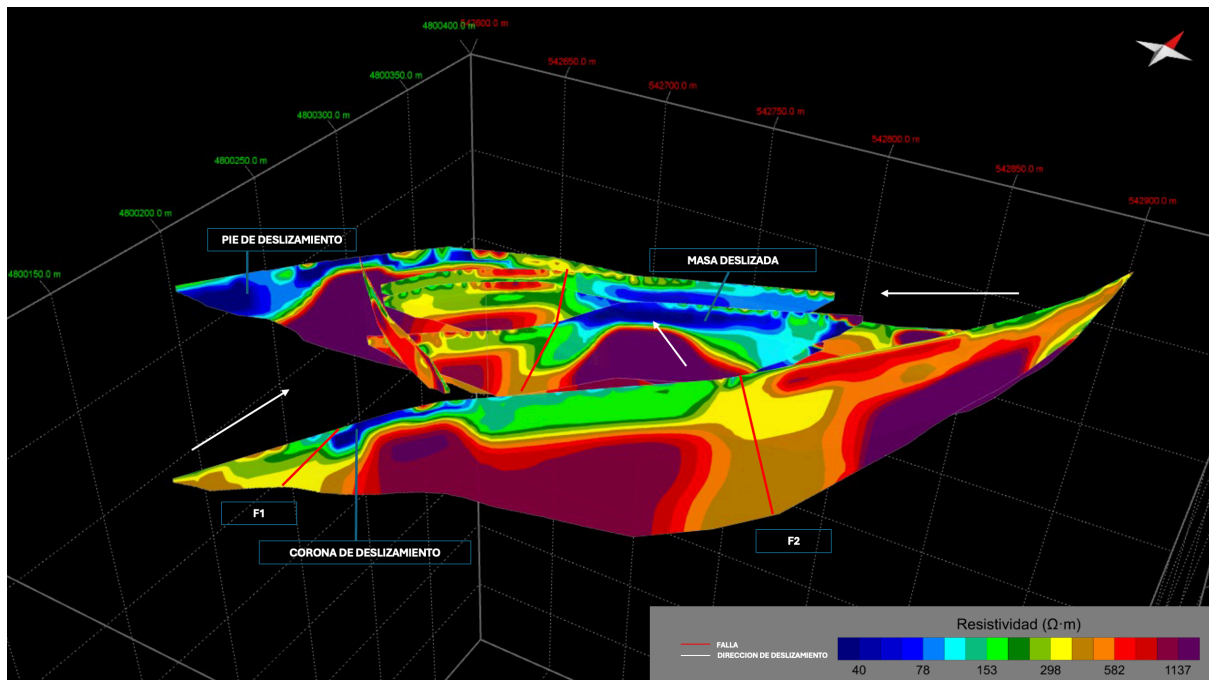 4800400.0 m
542600.0 m
4800350.0 m
542650.0 m
4800300.0 m
542700.0 m
542750.0 m
4800250.0 m
542800.0 m
542850.0 m
4800200.0 m
542900.0 m
4800150.0 m
PIE DE DESLIZAMIENTO
MASA DESLIZADA
F1
CORONA DE DESLIZAMIENTO
F2
Resistividad (Ω·m)
FALLA
DIRECCION DE DESLIZAMIENTO
40 78 153 298 582 1137